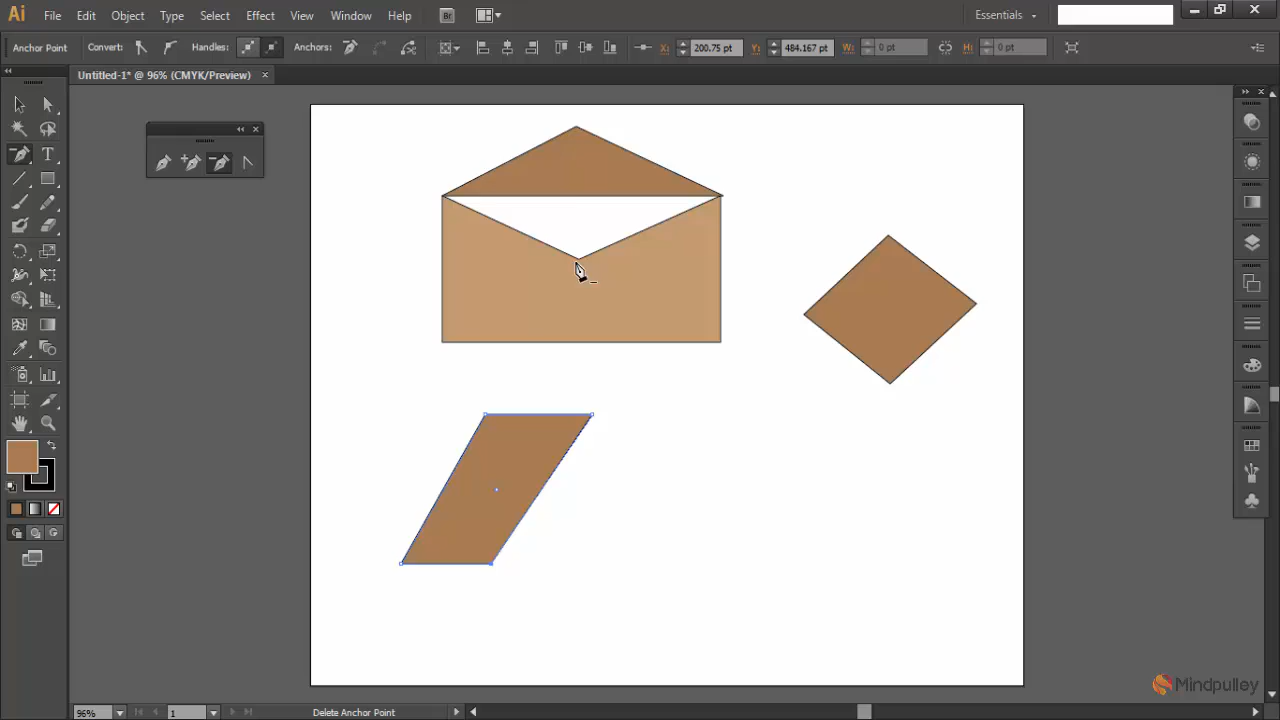 Ai File Edit Object Type Select Effect View Window Help Br Essentials
Anchor Point Convert: Handles: Anchors: X: 200.75 pt Y: 484.167 pt W: 0 pt H: 0 pt
Untitled-1* @ 96% (CMYK/Preview)
T
Mindpulley
96% 1 Delete Anchor Point